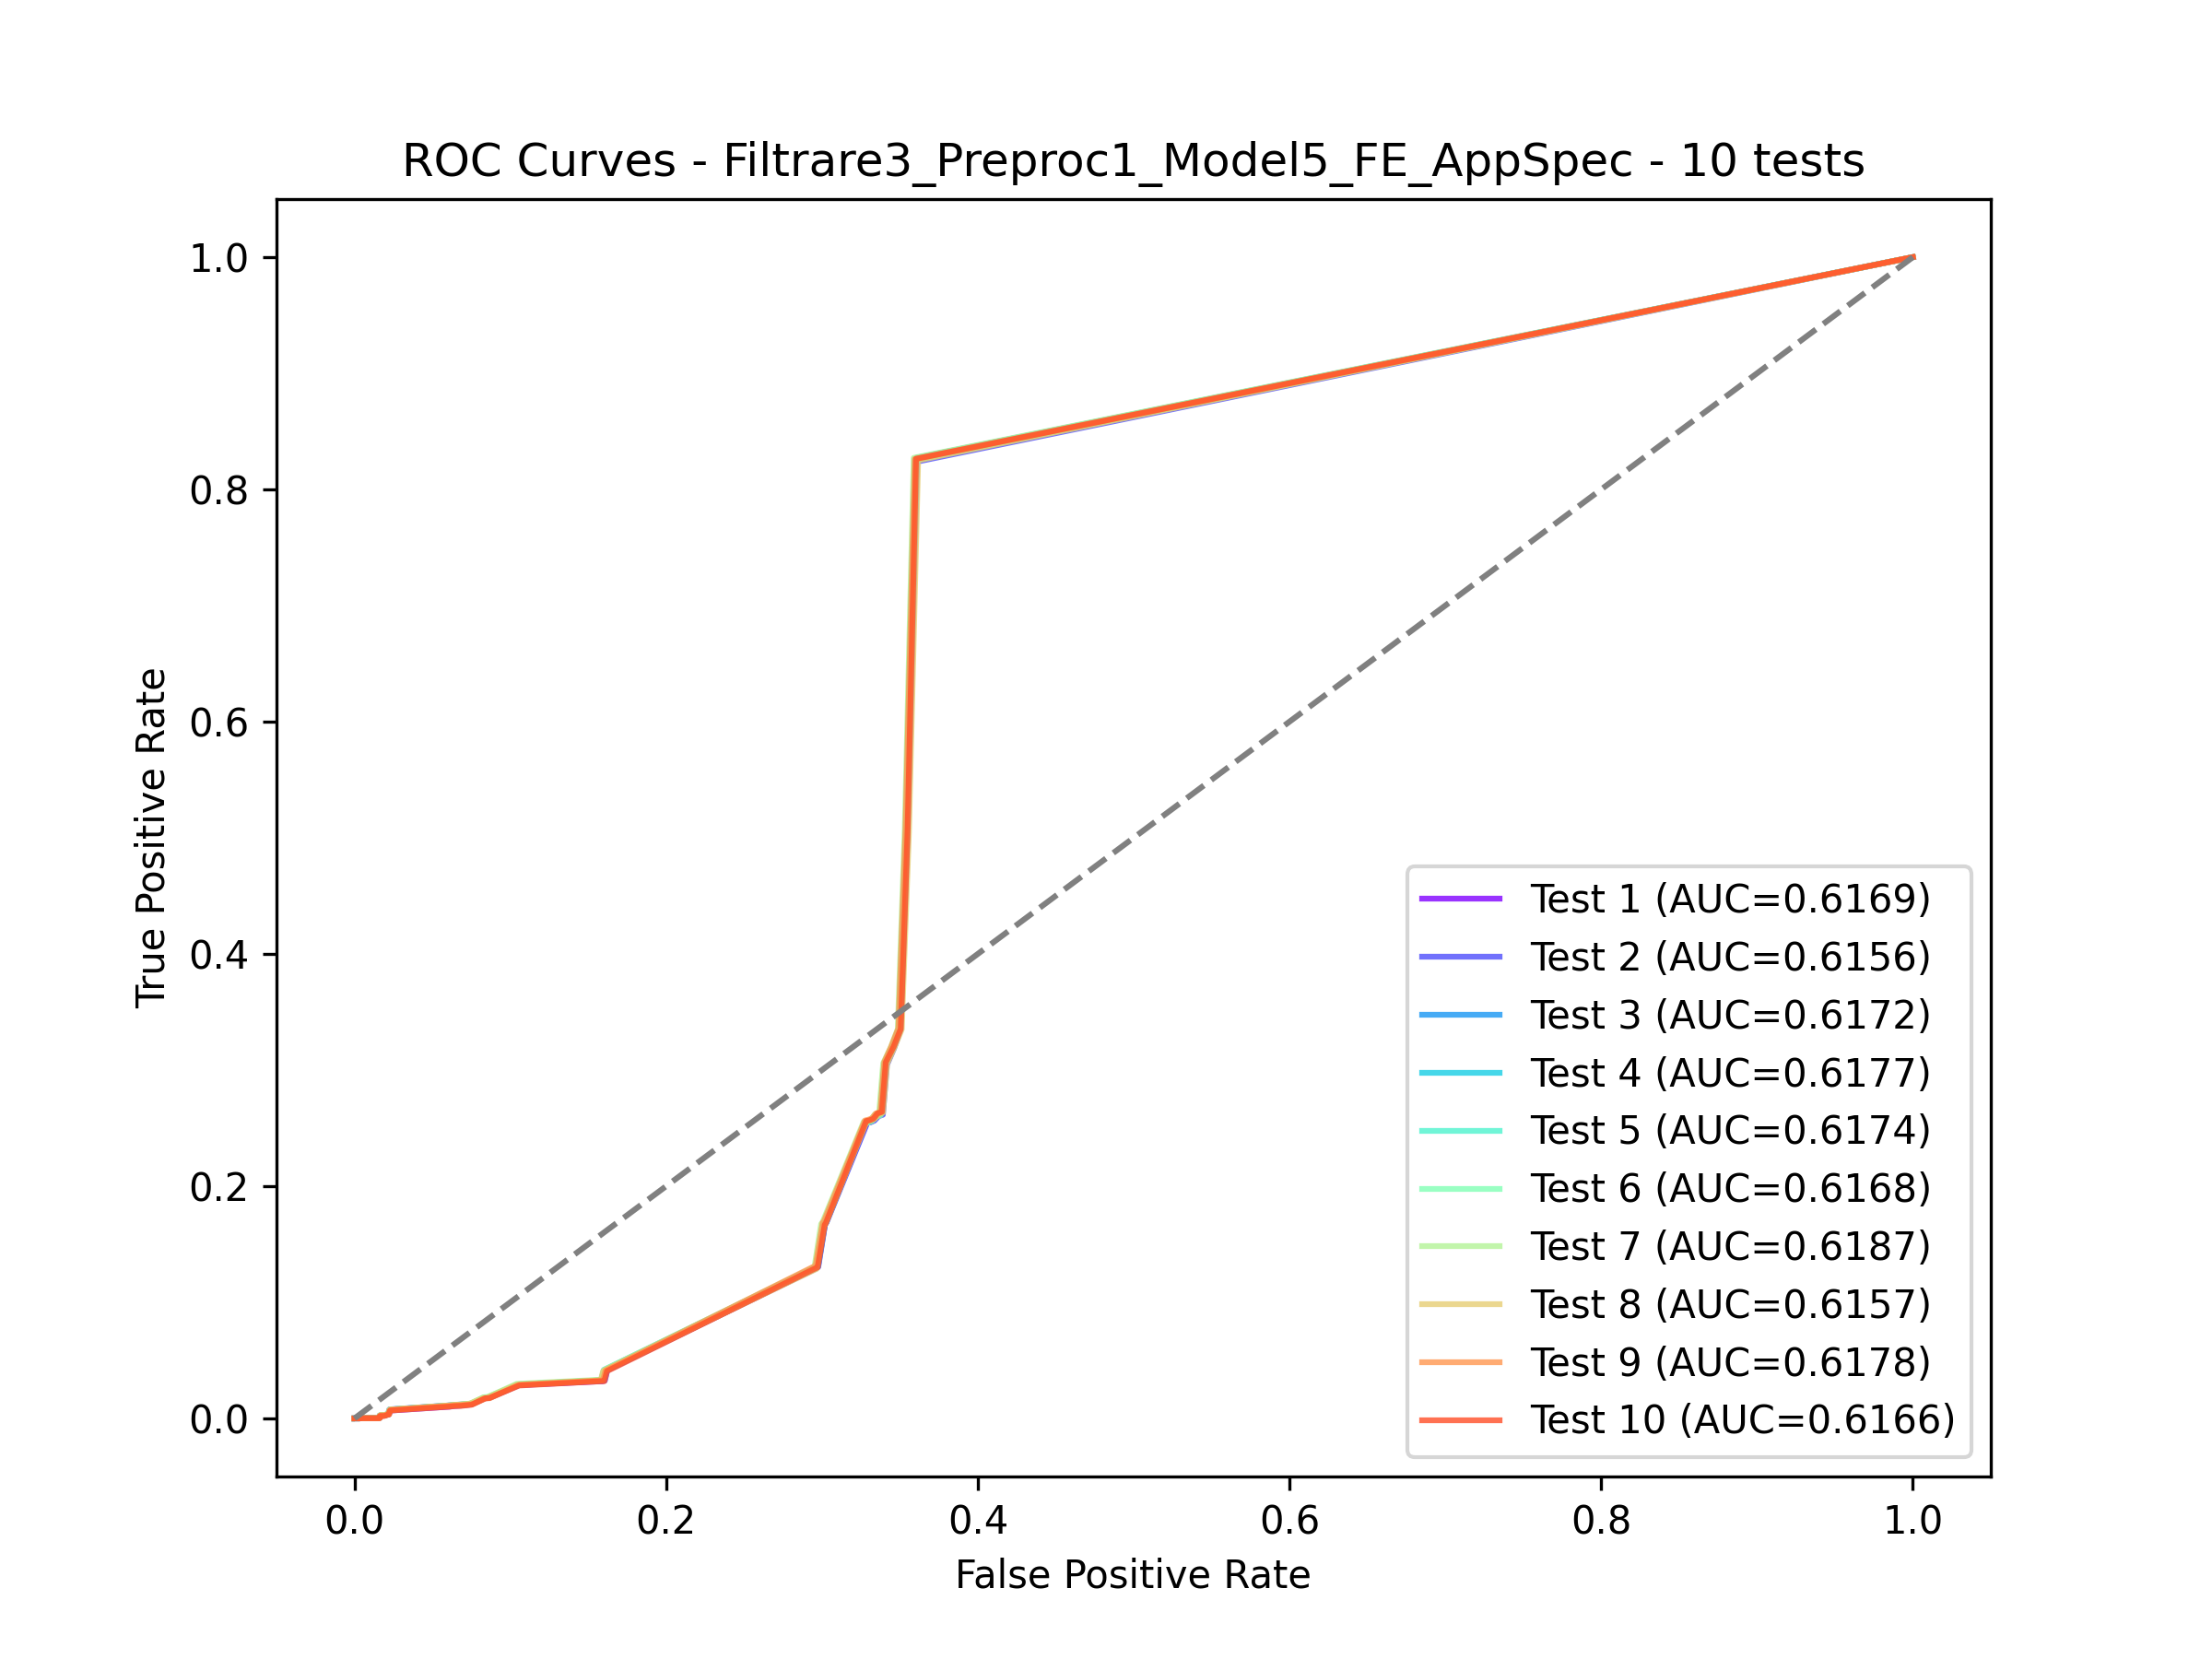 ROC Curves - Filtrare3_Preproc1_Model5_FE_AppSpec - 10 tests
True Positive Rate
1.0
0.8
0.6
0.4
0.2
0.0
Test 1 (AUC=0.6169)
Test 2 (AUC=0.6156)
Test 3 (AUC=0.6172)
Test 4 (AUC=0.6177)
Test 5 (AUC=0.6174)
Test 6 (AUC=0.6168)
Test 7 (AUC=0.6187)
Test 8 (AUC=0.6157)
Test 9 (AUC=0.6178)
Test 10 (AUC=0.6166)
0.0 0.2 0.4 0.6 0.8 1.0
False Positive Rate